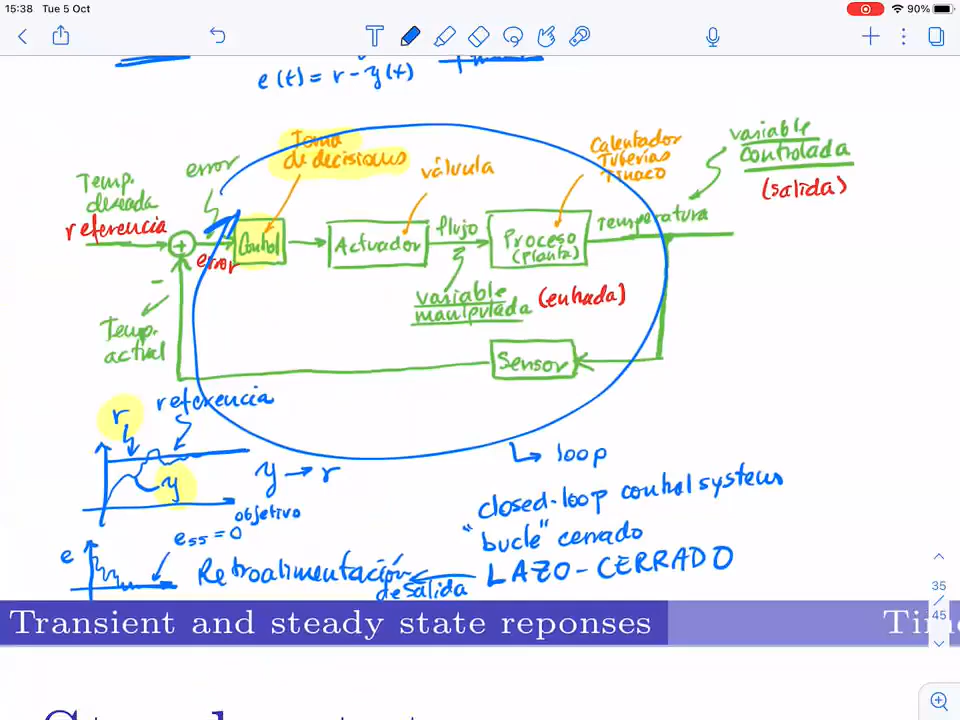 15:38 Tue 5 Oct
90%
e(t) = r - y(t)
Toma
de decisiones
error
válvula
Calentador
Tuberías
Tinaco
variable
controlada
(salida)
Temp.
deseada
referencia
+
error
Control
Actuador
flujo
Proceso
(planta)
Temperatura
variable
manipulada
(entrada)
-
Temp.
actual
Sensor
r
referencia
y
y → r
objetivo
e
ess = 0
loop
closed-loop control systems
"bucle" cerrado
LAZO-CERRADO
Retroalimentación
de salida
35
/
45
Transient and steady state reponses